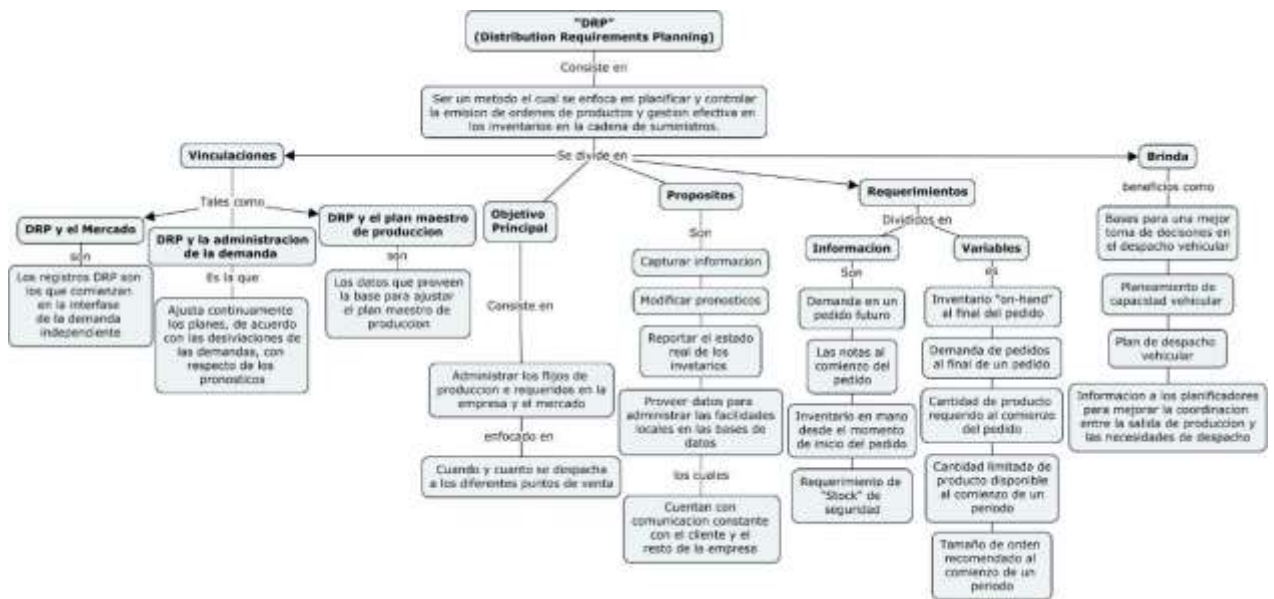 "DRP"
(Distribution Requirements Planning)
Consiste en
Ser un metodo el cual se enfoca en planificar y controlar
la emision de ordenes de productos y gestion efectiva en
los inventarios en la cadena de suministros.
Se divide en
Vinculaciones
Tales como
DRP y el Mercado
son
Los registros DRP son
los que comienzan
en la interfase
de la demanda
independiente
DRP y la administracion
de la demanda
Es la que
Ajusta continuamente
los planes, de acuerdo
con las desviaciones de
las demandas, con
respecto de los
pronosticos
DRP y el plan maestro
de produccion
son
Los datos que proveen
la base para ajustar
el plan maestro de
produccion
Objetivo
Principal
Consiste en
Administrar los flijos de
produccion e requeridos en la
empresa y el mercado
enfocado en
Cuando y cuanto se despacha
a los diferentes puntos de venta
Propositos
Son
Capturar informacion
Modificar pronosticos
Reportar el estado
real de los
invetarios
Proveer datos para
administrar las facilidades
locales en las bases de
datos
los cuales
Cuentan con
comunicacion constante
con el cliente y el
resto de la empresa
Requerimientos
Divididos en
Informacion
Son
Demanda en un
pedido futuro
Las notas al
comienzo del
pedido
Inventario en mano
desde el momento
de inicio del pedido
Requerimiento de
"Stock" de
seguridad
Variables
es
Inventario "on-hand"
al final del pedido
Demanda de pedidos
al final de un pedido
Cantidad de producto
requerido al comienzo
del pedido
Cantidad limitada de
producto disponible
al comienzo de un
periodo
Tamaño de orden
recomendado al
comienzo de un
periodo
Brinda
beneficios como
Bases para una mejor
toma de decisones en
el despacho vehicular
Planeamiento de
capacidad vehicular
Plan de despacho
vehicular
Informacion a los planificadores
para mejorar la coordinacion
entre la salida de produccion y
las necesidades de despacho